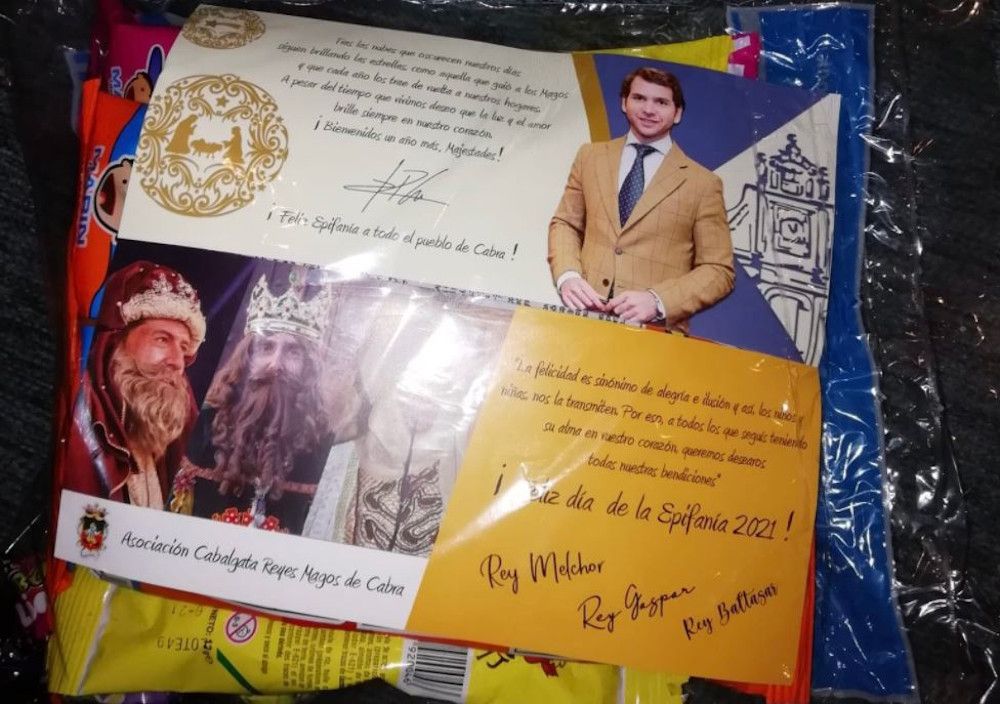 Tras las nubes que oscurecen nuestros días
siguen brillando las estrellas, como aquella que guió a los Magos
y que cada año los trae de vuelta a nuestros hogares.
A pesar del tiempo que vivimos deseo que la luz y el amor
brille siempre en nuestro corazón.
¡Bienvenidos un año más, Majestades!
¡Feliz Epifanía a todo el pueblo de Cabra!
"La felicidad es sinónimo de alegría e ilusión y así, los niños y
niñas, nos la transmiten. Por eso, a todos los que seguís teniendo
su alma en vuestro corazón, queremos desearos
todas nuestras bendiciones"
¡Feliz día de la Epifanía 2021!
Rey Melchor
Rey Gaspar
Rey Baltasar
Asociación Cabalgata Reyes Magos de Cabra
LOTE49
NETO: 12g